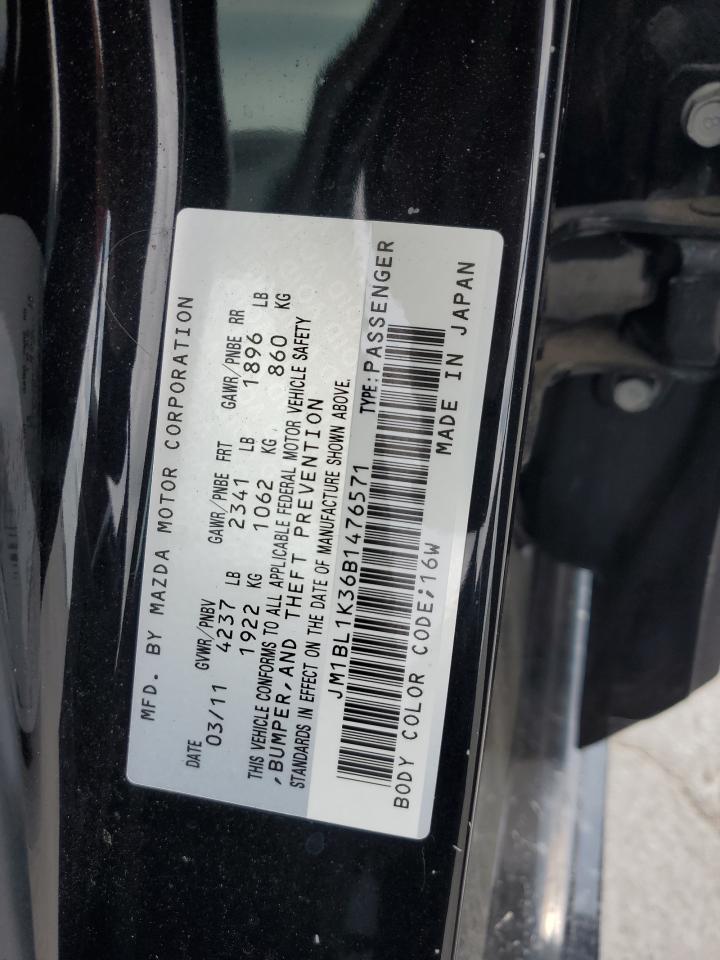 MFD. BY MAZDA MOTOR CORPORATION
DATE GVWR/PNBV GAWR/PNBE FRT GAWR/PNBE RR
03/11 4237 LB 2341 LB 1896 LB
1922 KG 1062 KG 860 KG
THIS VEHICLE CONFORMS TO ALL APPLICABLE FEDERAL MOTOR VEHICLE SAFETY
,BUMPER,AND THEFT PREVENTION
STANDARDS IN EFFECT ON THE DATE OF MANUFACTURE SHOWN ABOVE.
JM1BL1K36B1476571 TYPE:PASSENGER
BODY COLOR CODE;16W MADE IN JAPAN